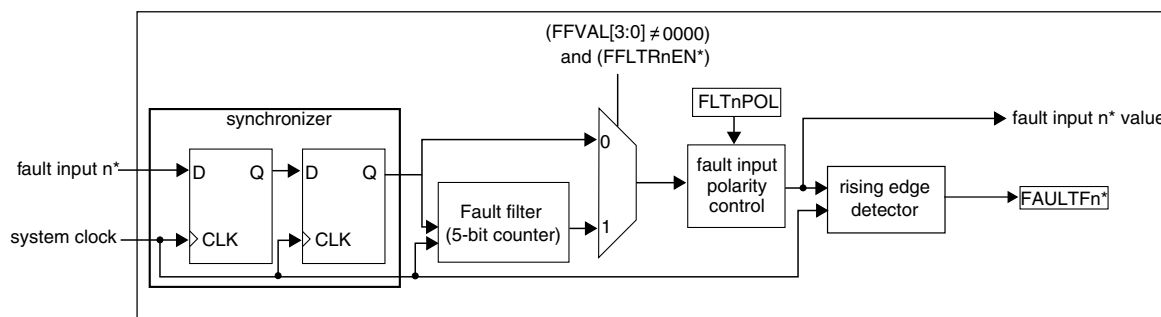 (FFVAL[3:0] ≠ 0000)
and (FFLTRnEN*)
synchronizer
FLTnPOL
fault input n* value
fault input n*
D Q
D Q
0
fault input
polarity
control
rising edge
detector
FAULTFn*
Fault filter
(5-bit counter)
1
system clock
CLK
CLK